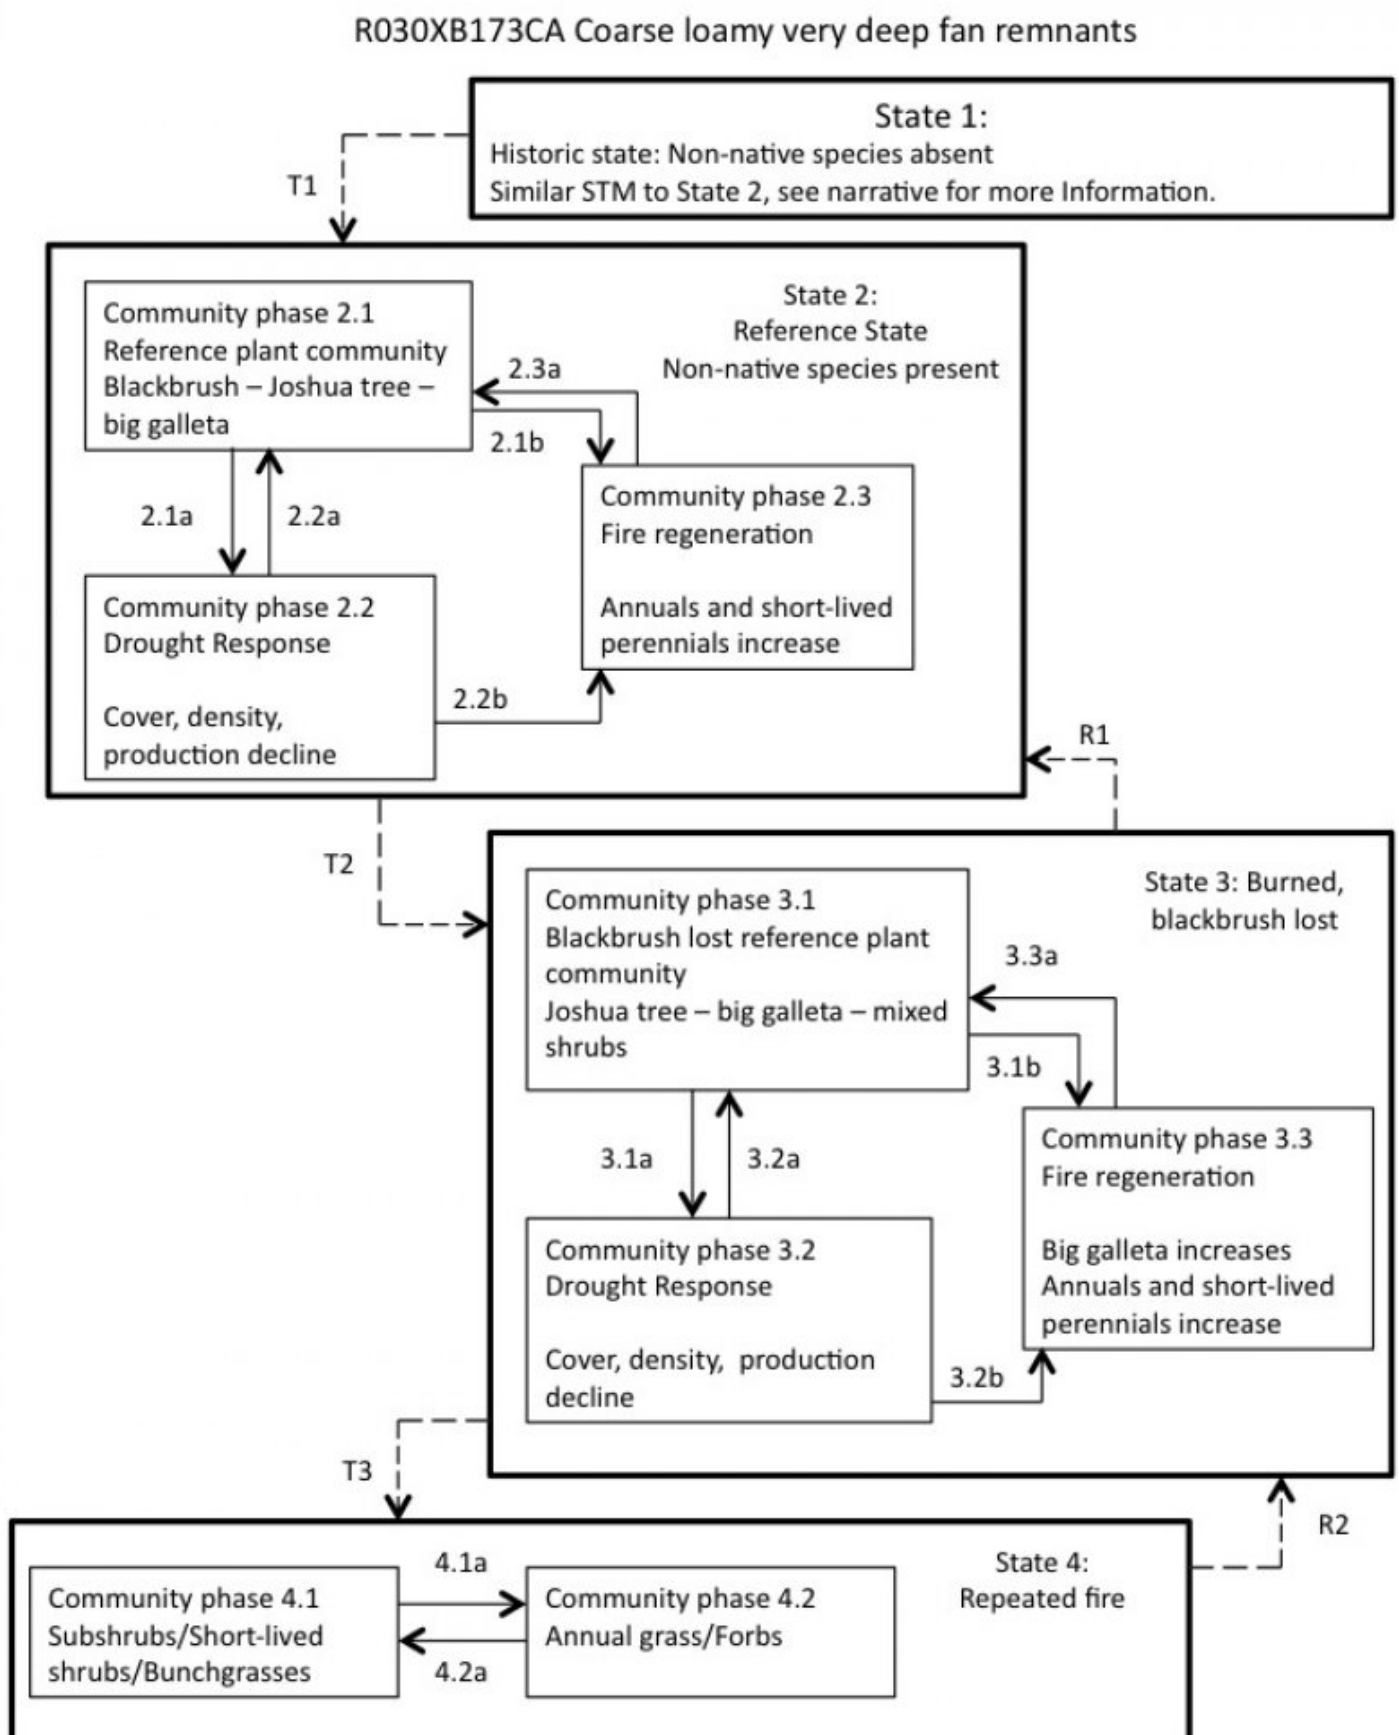 R030XB173CA Coarse loamy very deep fan remnants
State 1:
Historic state: Non-native species absent
Similar STM to State 2, see narrative for more Information.
T1
Community phase 2.1
Reference plant community
Blackbrush – Joshua tree –
big galleta
State 2:
Reference State
Non-native species present
2.3a
2.1b
2.1a
2.2a
Community phase 2.3
Fire regeneration
Annuals and short-lived
perennials increase
Community phase 2.2
Drought Response
Cover, density,
production decline
2.2b
R1
T2
Community phase 3.1
Blackbrush lost reference plant
community
Joshua tree – big galleta – mixed
shrubs
State 3: Burned,
blackbrush lost
3.3a
3.1b
3.1a
3.2a
Community phase 3.3
Fire regeneration
Big galleta increases
Annuals and short-lived
perennials increase
Community phase 3.2
Drought Response
Cover, density,  production
decline
3.2b
T3
R2
Community phase 4.1
Subshrubs/Short-lived
shrubs/Bunchgrasses
4.1a
4.2a
Community phase 4.2
Annual grass/Forbs
State 4:
Repeated fire